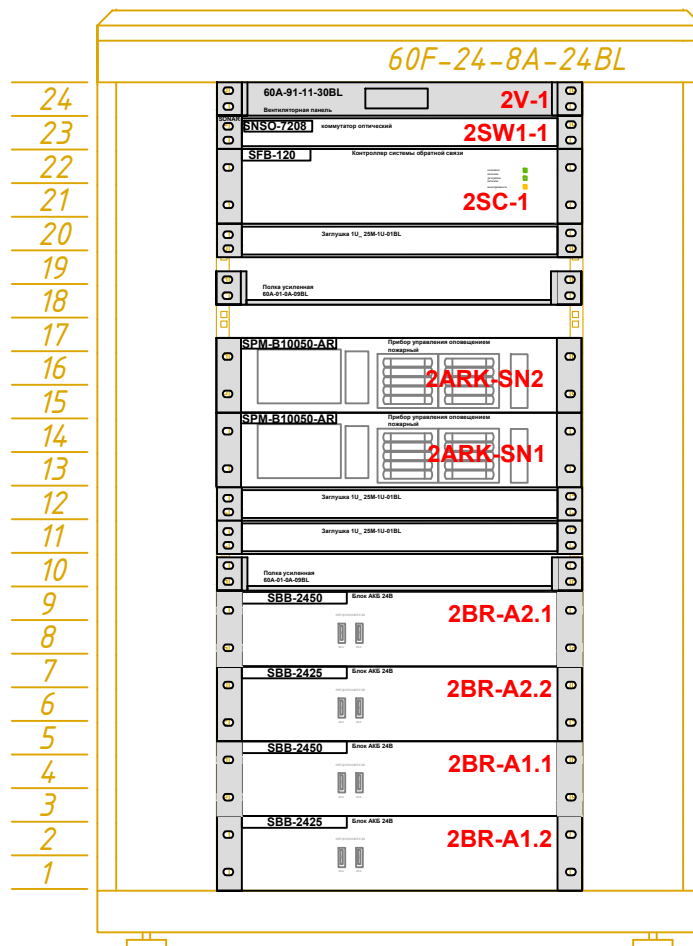 60F-24-8A-24BL
24
60A-91-11-30BL
2V-1
Вентиляторная панель
23
SONAR
SNSO-7208
коммутатор оптический
2SW1-1
22
SFB-120
Контроллер системы обратной связи
21
2SC-1
20
Заглушка 1U_ 25M-1U-01BL
19
18
Полка усиленная
60A-01-0A-09BL
17
SPM-B10050-AR
Прибор управления оповещением
пожарный
16
2ARK-SN2
15
SPM-B10050-AR
Прибор управления оповещением
пожарный
14
2ARK-SN1
13
12
Заглушка 1U_ 25M-1U-01BL
11
Заглушка 1U_ 25M-1U-01BL
10
Полка усиленная
60A-01-0A-09BL
9
SBB-2450
Блок АКБ 24В
2BR-A2.1
8
7
SBB-2425
Блок АКБ 24В
2BR-A2.2
6
5
SBB-2450
Блок АКБ 24В
2BR-A1.1
4
3
SBB-2425
Блок АКБ 24В
2BR-A1.2
2
1